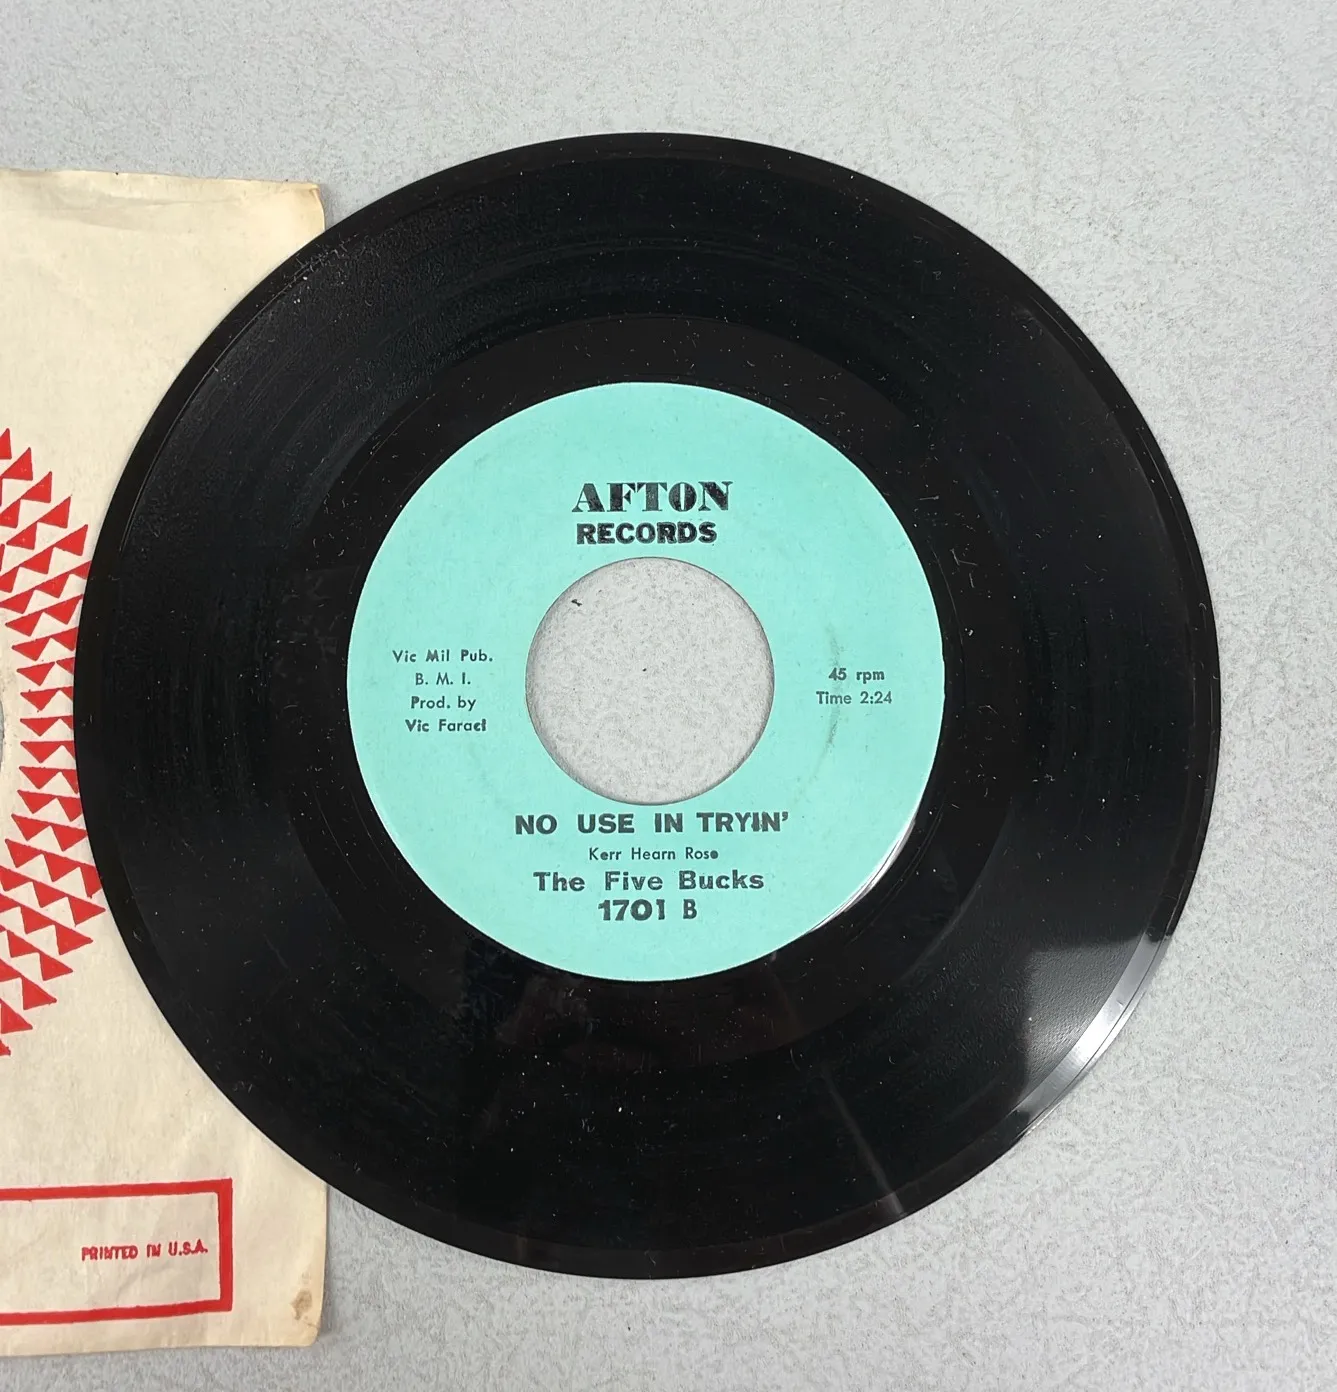 AFTON
RECORDS
Vic Mil Pub.
B. M. I.
Prod. by
Vic Faraci
45 rpm
Time 2:24
NO USE IN TRYIN'
Kerr Hearn Rose
The Five Bucks
1701 B
PRINTED IN U.S.A.